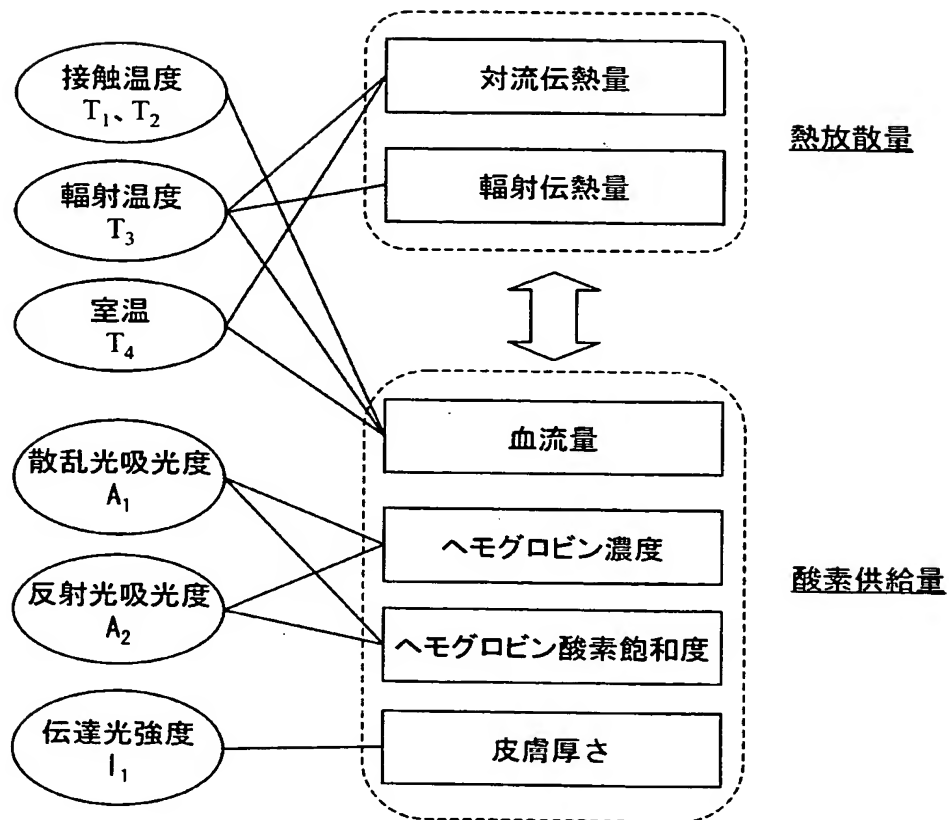 接触温度
T₁、T₂
輻射温度
T₃
室温
T₄
散乱光吸光度
A₁
反射光吸光度
A₂
伝達光強度
I₁
対流伝熱量
輻射伝熱量
熱放散量
血流量
ヘモグロビン濃度
ヘモグロビン酸素飽和度
皮膚厚さ
酸素供給量